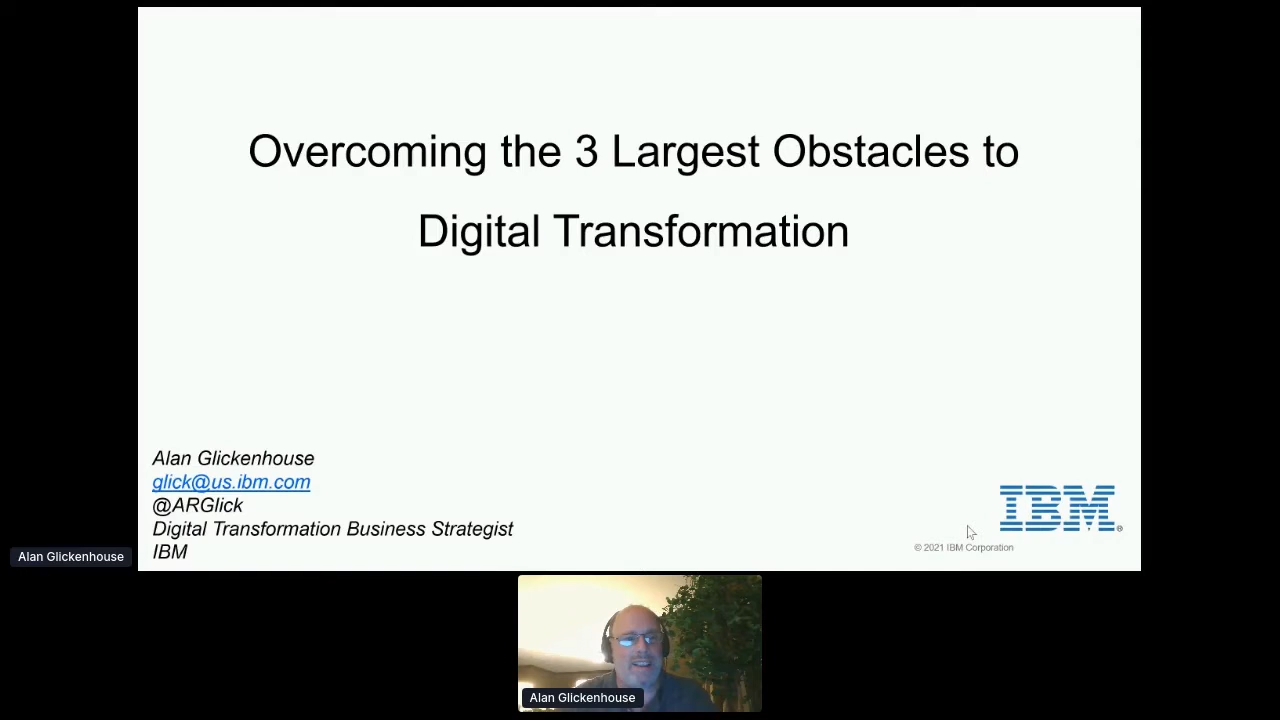 Overcoming the 3 Largest Obstacles to
Digital Transformation
Alan Glickenhouse
glick@us.ibm.com
@ARGlick
Digital Transformation Business Strategist
IBM
IBM®
© 2021 IBM Corporation
Alan Glickenhouse
Alan Glickenhouse